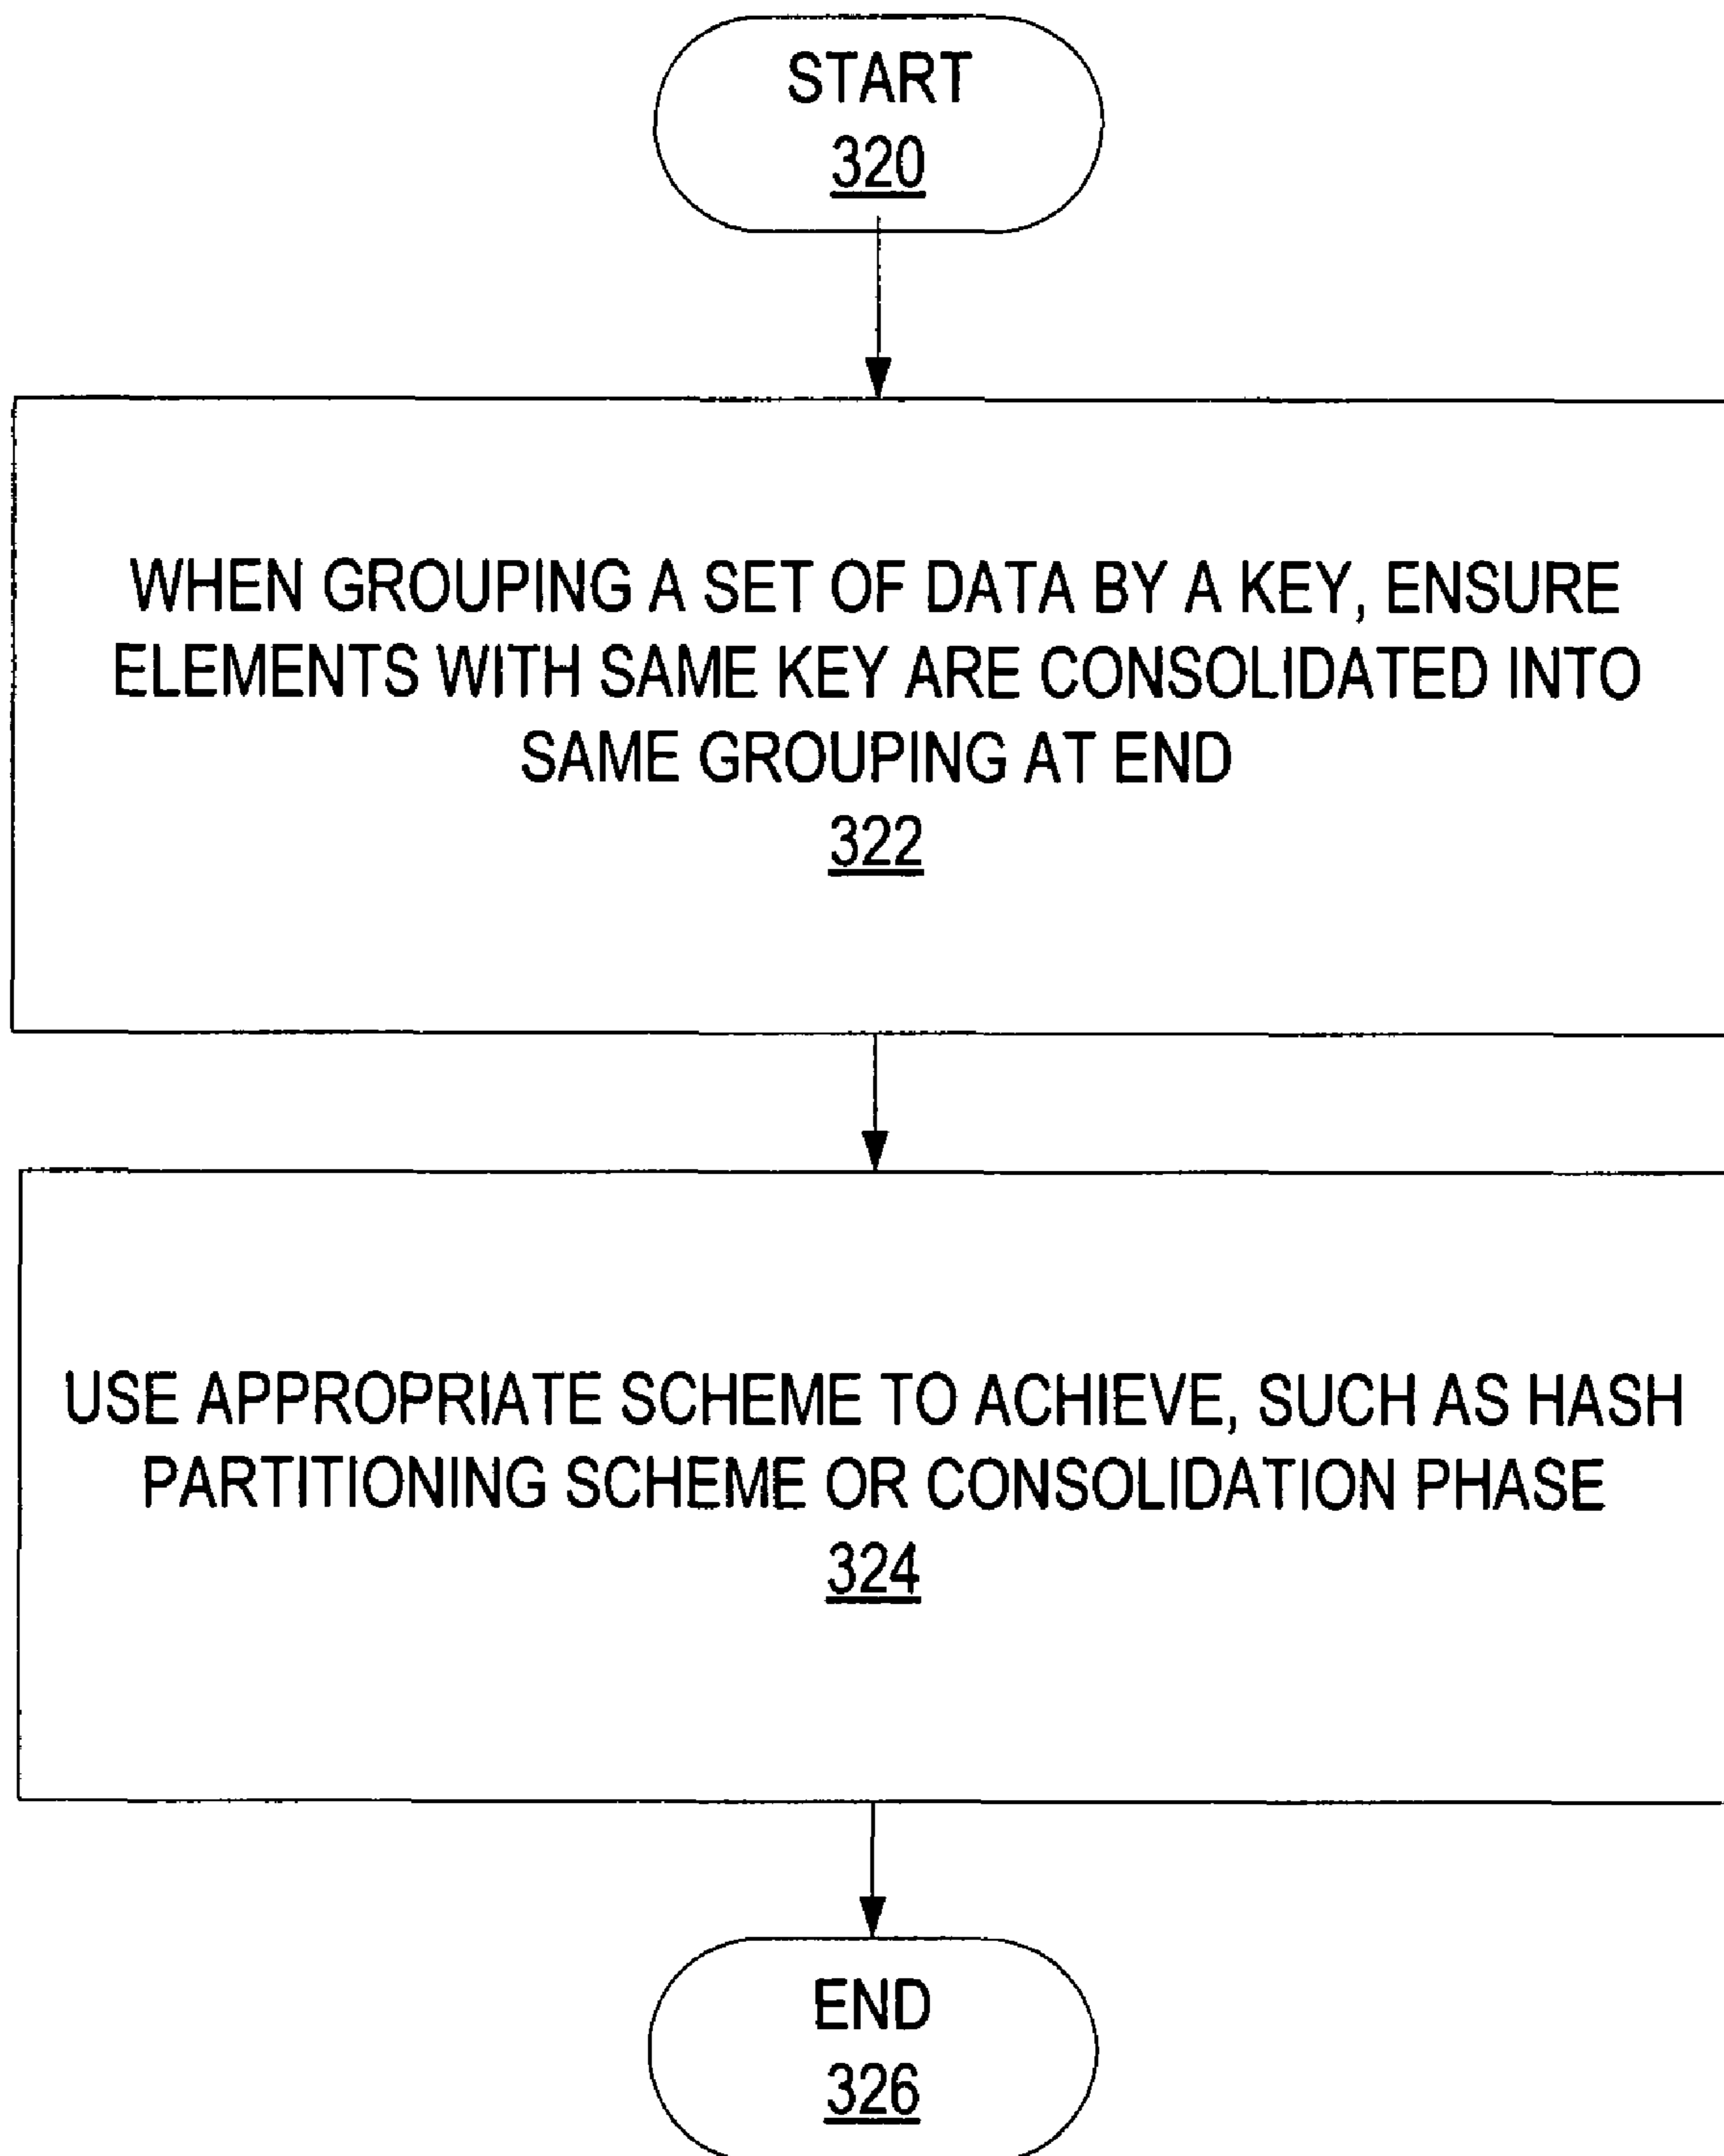 START
320
WHEN GROUPING A SET OF DATA BY A KEY, ENSURE
ELEMENTS WITH SAME KEY ARE CONSOLIDATED INTO
SAME GROUPING AT END
322
USE APPROPRIATE SCHEME TO ACHIEVE, SUCH AS HASH
PARTITIONING SCHEME OR CONSOLIDATION PHASE
324
END
326